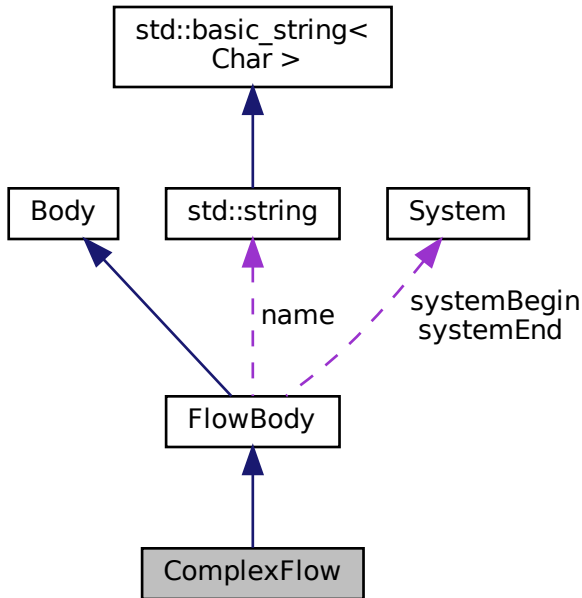 std::basic_string<
Char >
Body
std::string
System
name
systemBegin
systemEnd
FlowBody
ComplexFlow